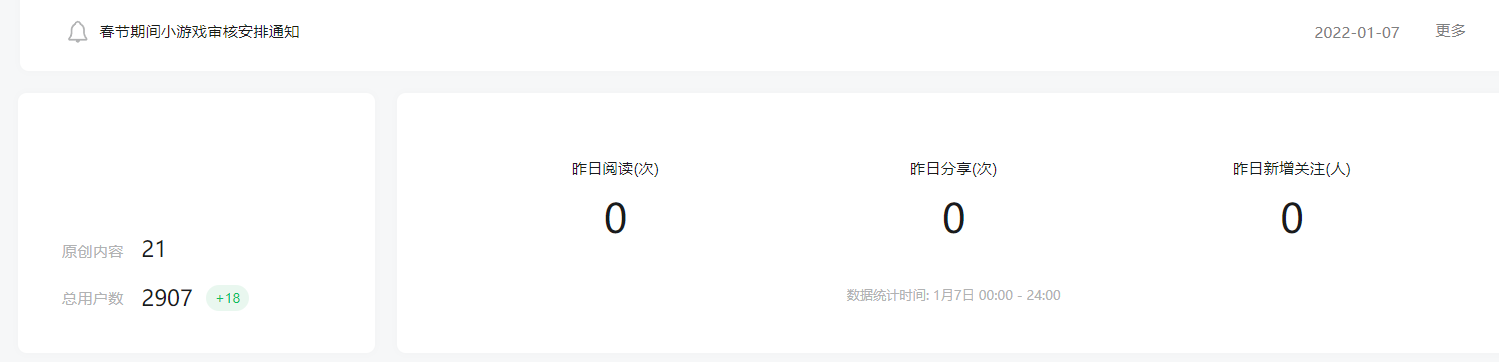 春节期间小游戏审核安排通知 2022-01-07 更多
昨日阅读(次) 昨日分享(次) 昨日新增关注(人)
0 0 0
原创内容 21
总用户数 2907 +18
数据统计时间: 1月7日 00:00 - 24:00